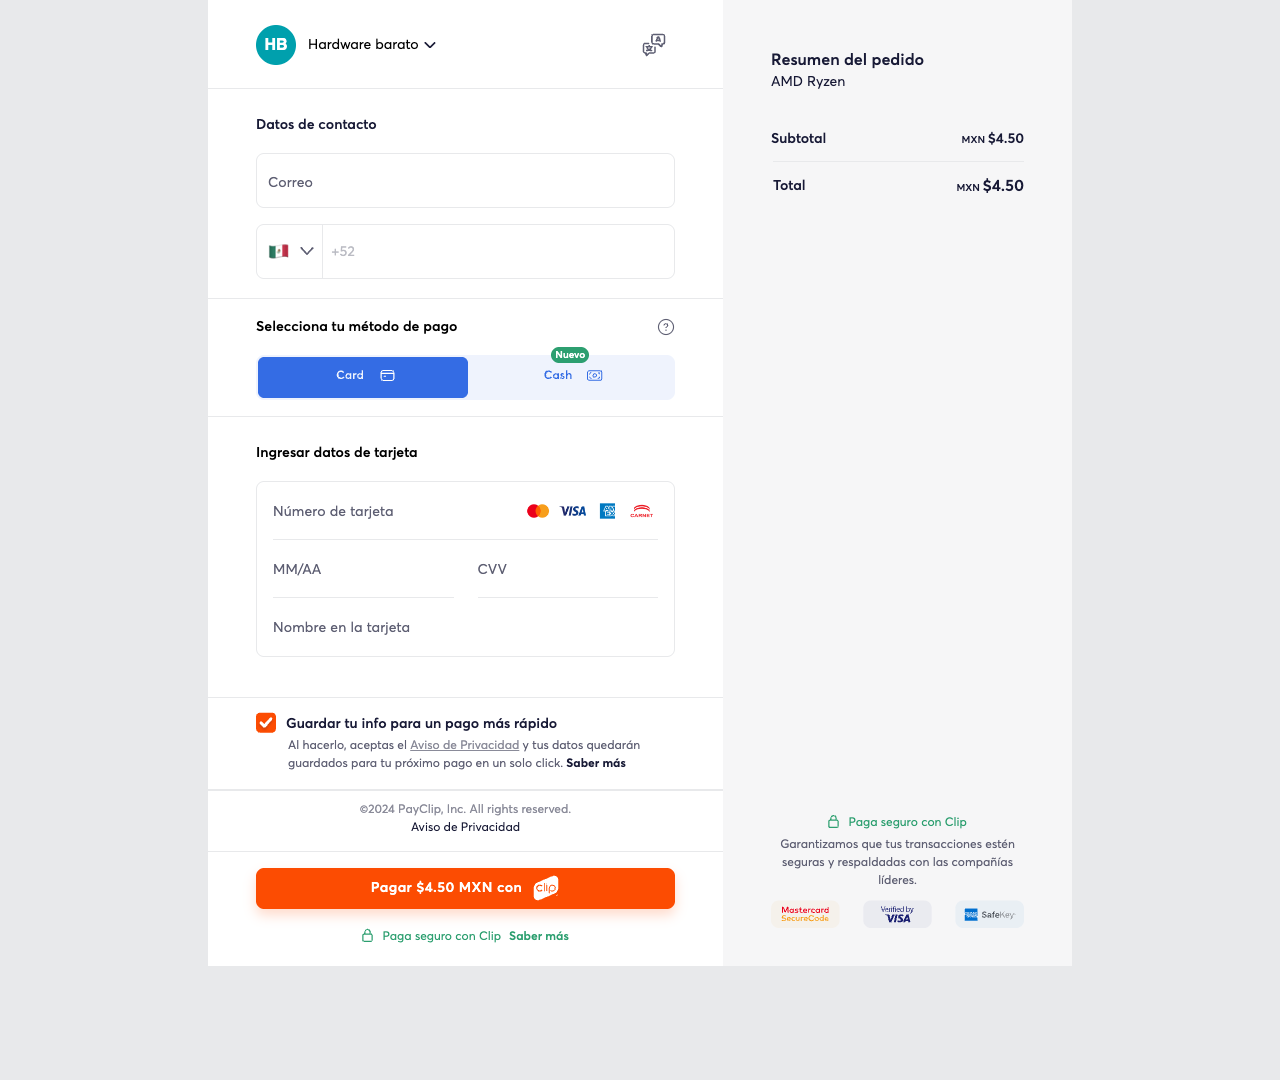 HB Hardware barato
Datos de contacto
Correo
+52
Selecciona tu método de pago
?
Nuevo
Card
Cash
Ingresar datos de tarjeta
Número de tarjeta
VISA
CARNET
MM/AA
CVV
Nombre en la tarjeta
Guardar tu info para un pago más rápido
Al hacerlo, aceptas el Aviso de Privacidad y tus datos quedarán
guardados para tu próximo pago en un solo click. Saber más
©2024 PayClip, Inc. All rights reserved.
Aviso de Privacidad
Pagar $4.50 MXN con clip
Paga seguro con Clip Saber más
Resumen del pedido
AMD Ryzen
Subtotal MXN $4.50
Total MXN $4.50
Paga seguro con Clip
Garantizamos que tus transacciones estén
seguras y respaldadas con las compañías
líderes.
Mastercard
SecureCode
Verified by
VISA
SafeKey